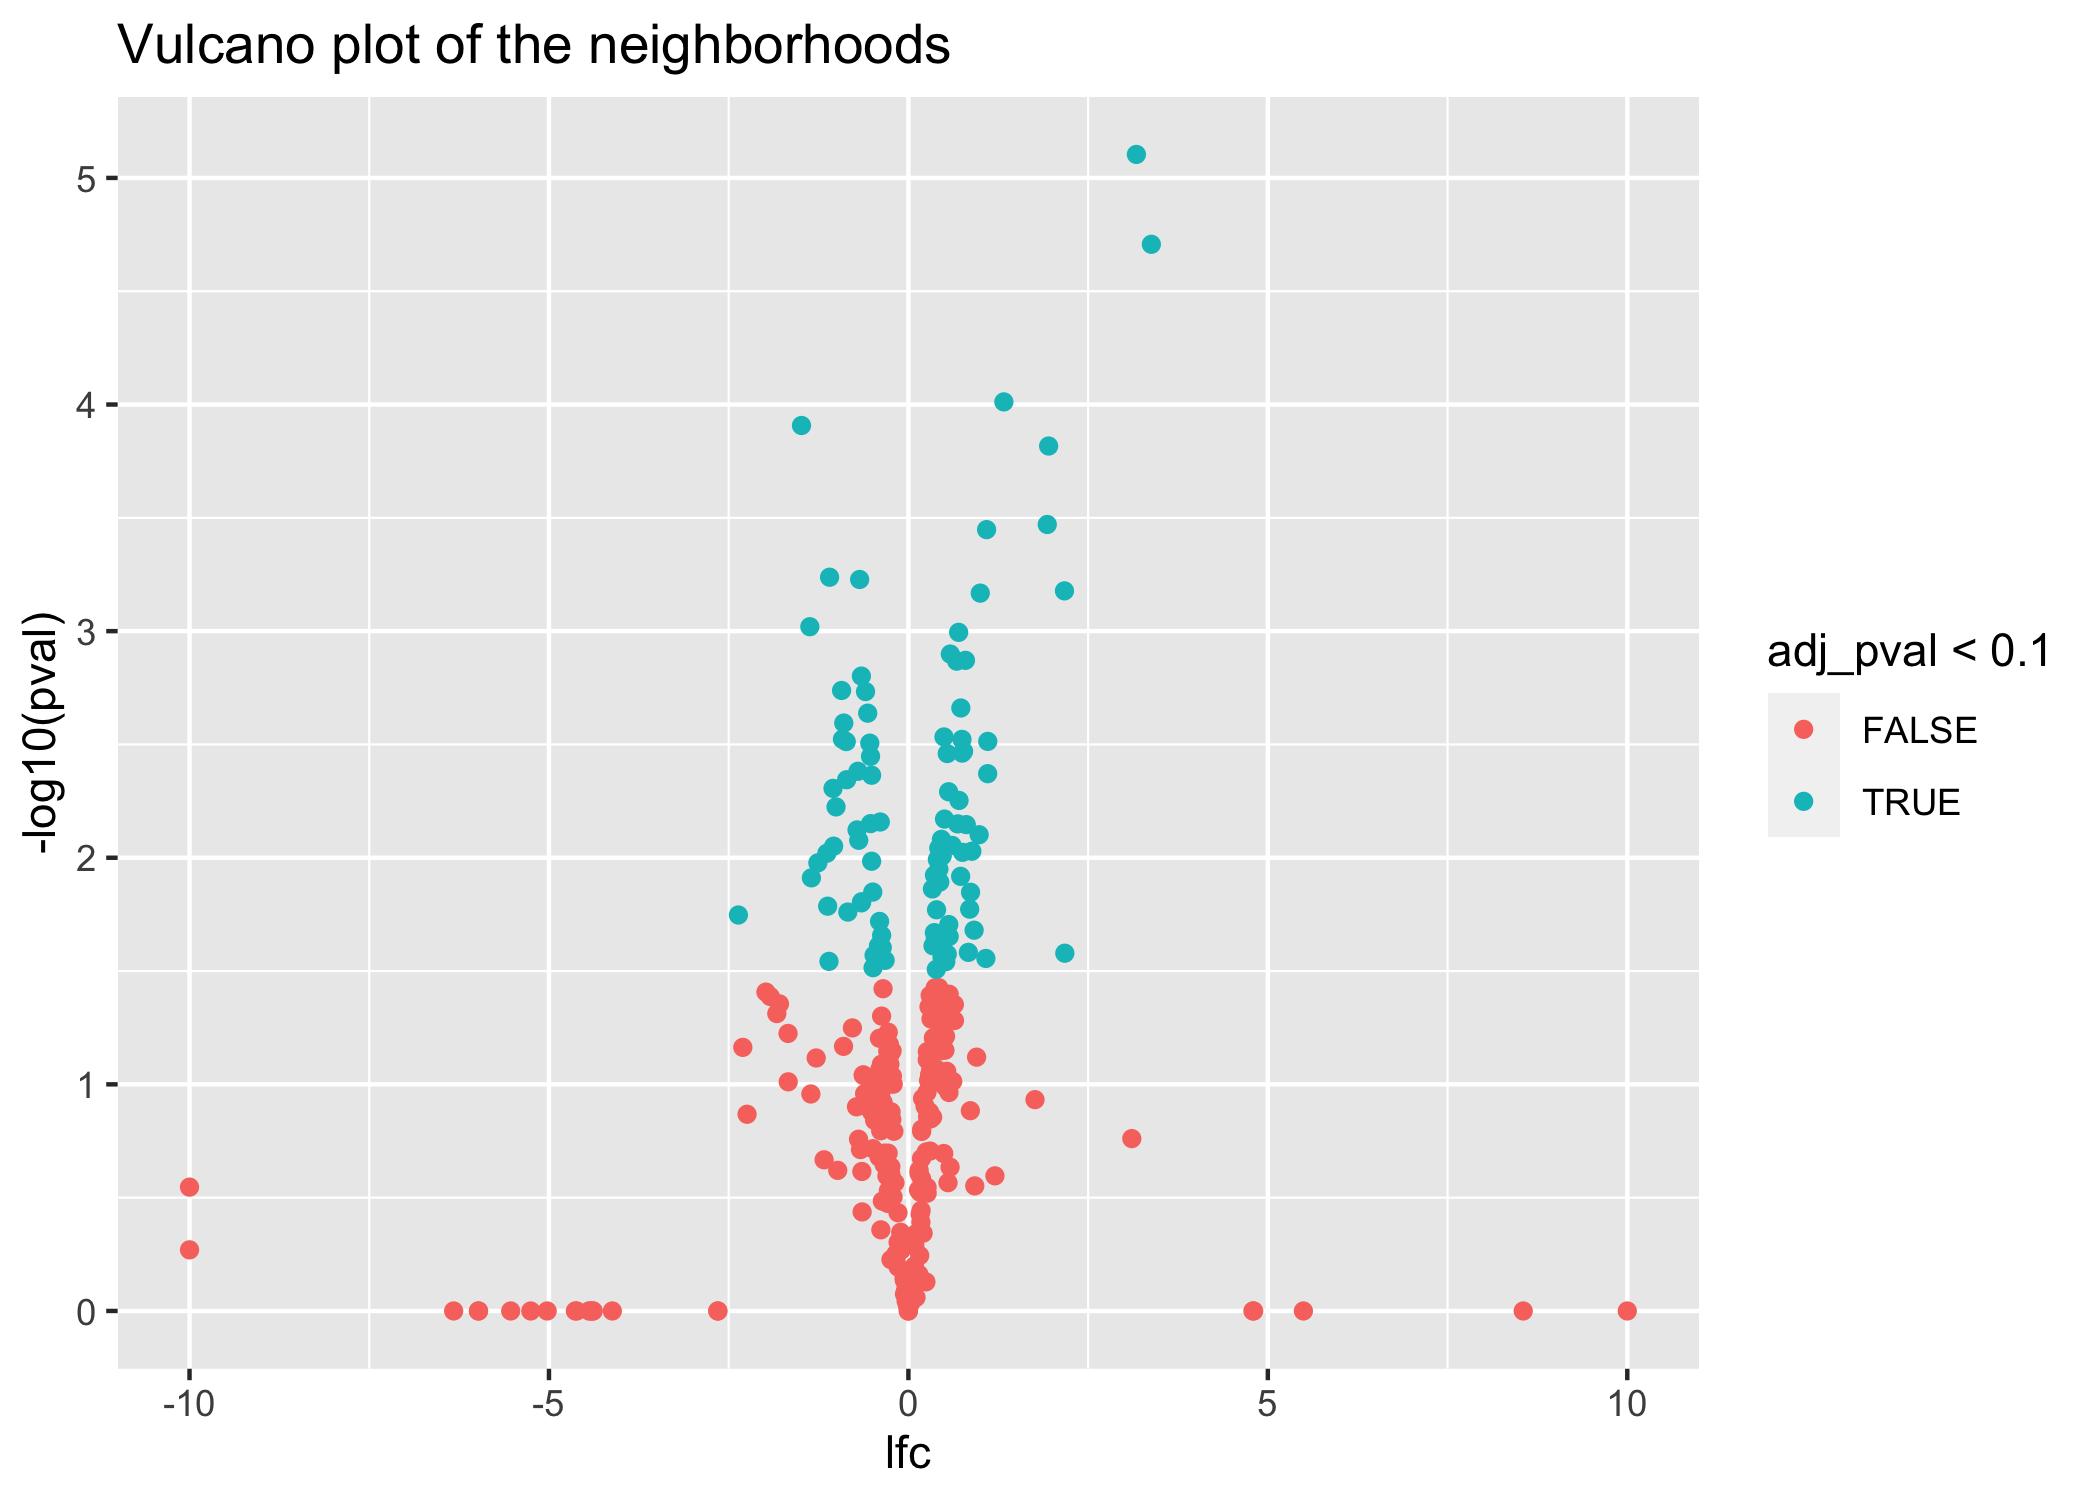 Vulcano plot of the neighborhoods
5
4
3
2
1
0
-log10(pval)
-10 -5 0 5 10
lfc
adj_pval < 0.1
FALSE
TRUE